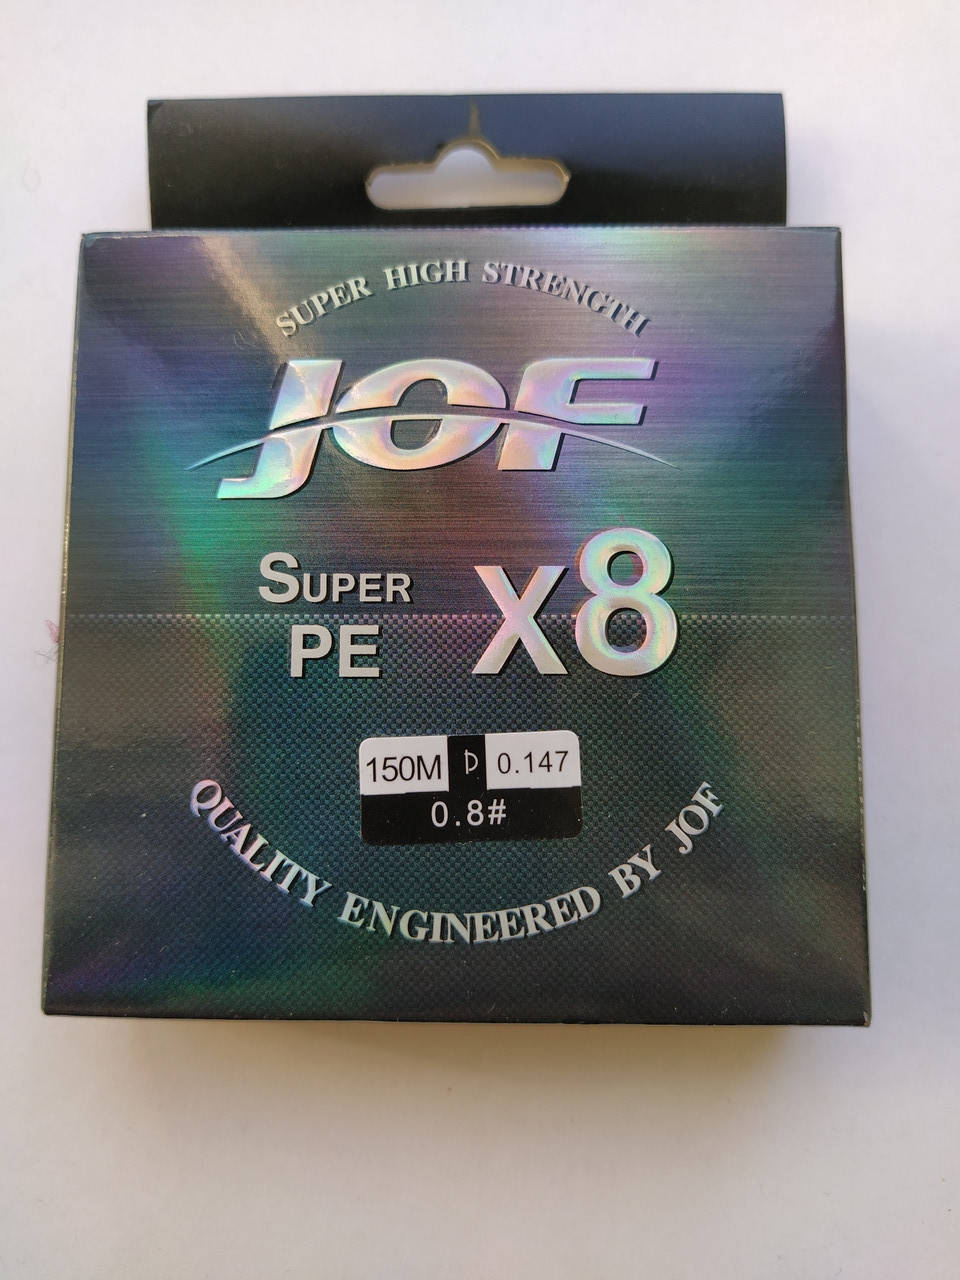 SUPER HIGH STRENGTH
JOF
SUPER
PE
X8
150M
0.147
0.8#
QUALITY ENGINEERED BY JOF